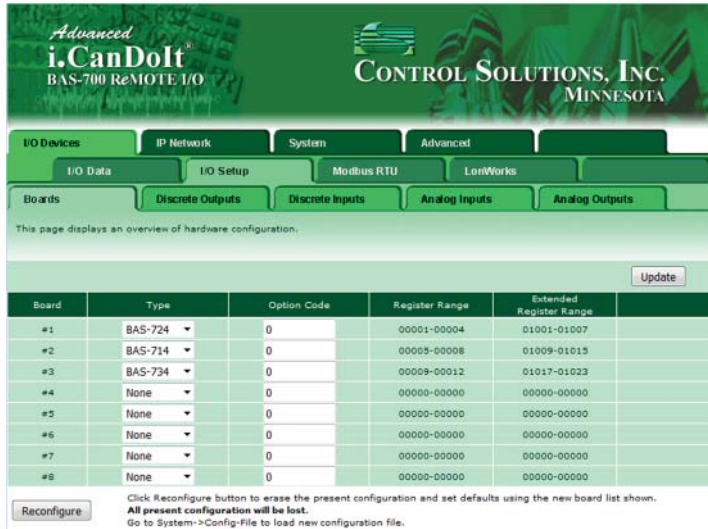 Advanced
i.CanDoIt®
BAS-700 ReMOTE I/O
CONTROL SOLUTIONS, INC.
MINNESOTA
I/O Devices IP Network System Advanced
I/O Data I/O Setup Modbus RTU LonWorks
Boards Discrete Outputs Discrete Inputs Analog Inputs Analog Outputs
This page displays an overview of hardware configuration.
Update
Board Type Option Code Register Range Extended Register Range
#1 BAS-724 0 00001-00004 01001-01007
#2 BAS-714 0 00005-00008 01009-01015
#3 BAS-734 0 00009-00012 01017-01023
#4 None 0 00000-00000 00000-00000
#5 None 0 00000-00000 00000-00000
#6 None 0 00000-00000 00000-00000
#7 None 0 00000-00000 00000-00000
#8 None 0 00000-00000 00000-00000
Reconfigure
Click Reconfigure button to erase the present configuration and set defaults using the new board list shown.
All present configuration will be lost.
Go to System->Config-File to load new configuration file.